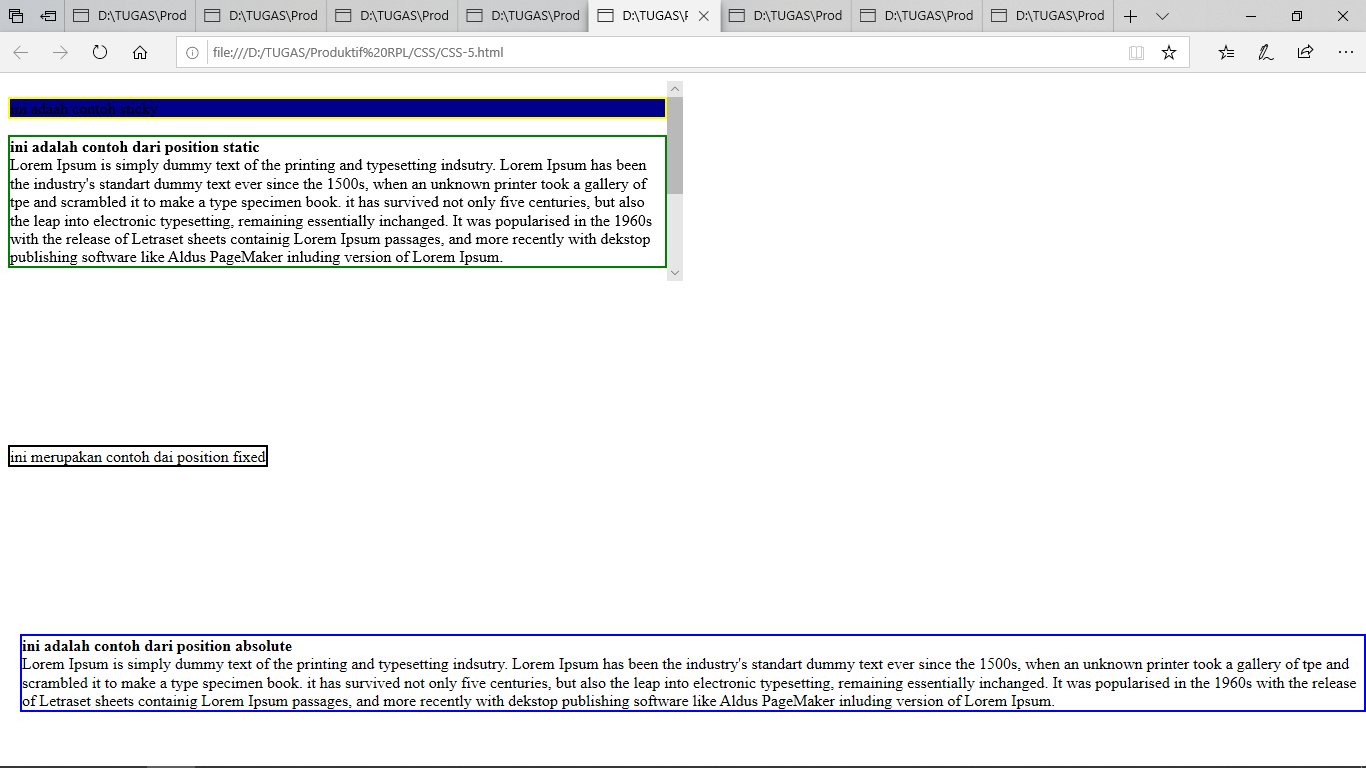 D:\TUGAS\Prod D:\TUGAS\Prod D:\TUGAS\Prod D:\TUGAS\Prod D:\TUGAS\F D:\TUGAS\Prod D:\TUGAS\Prod D:\TUGAS\Prod
file:///D:/TUGAS/Produktif%20RPL/CSS/CSS-5.html
ini adalah contoh sticky
ini adalah contoh dari position static
Lorem Ipsum is simply dummy text of the printing and typesetting indsutry. Lorem Ipsum has been
the industry's standart dummy text ever since the 1500s, when an unknown printer took a gallery of
tpe and scrambled it to make a type specimen book. it has survived not only five centuries, but also
the leap into electronic typesetting, remaining essentially inchanged. It was popularised in the 1960s
with the release of Letraset sheets containig Lorem Ipsum passages, and more recently with dekstop
publishing software like Aldus PageMaker inluding version of Lorem Ipsum.
ini merupakan contoh dai position fixed
ini adalah contoh dari position absolute
Lorem Ipsum is simply dummy text of the printing and typesetting indsutry. Lorem Ipsum has been the industry's standart dummy text ever since the 1500s, when an unknown printer took a gallery of tpe and
scrambled it to make a type specimen book. it has survived not only five centuries, but also the leap into electronic typesetting, remaining essentially inchanged. It was popularised in the 1960s with the release
of Letraset sheets containig Lorem Ipsum passages, and more recently with dekstop publishing software like Aldus PageMaker inluding version of Lorem Ipsum.